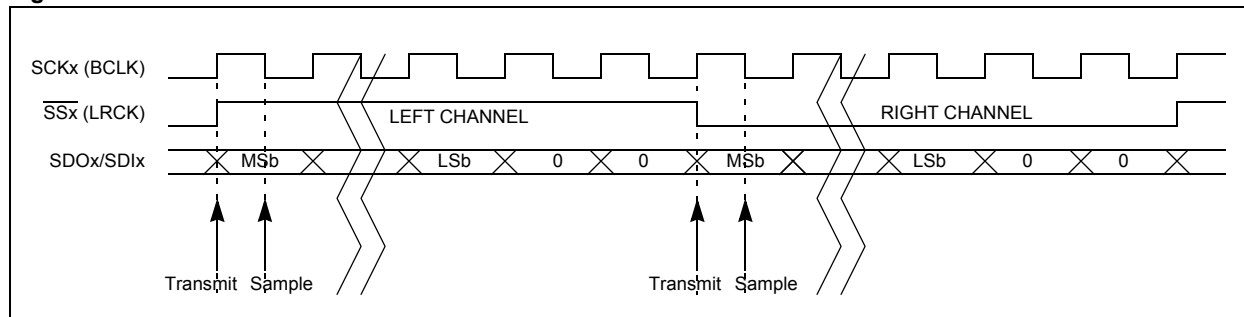 SCKx (BCLK)
SSx (LRCK)
LEFT CHANNEL
RIGHT CHANNEL
SDOx/SDIx
MSb
LSb
0
0
MSb
LSb
0
0
Transmit
Sample
Transmit
Sample